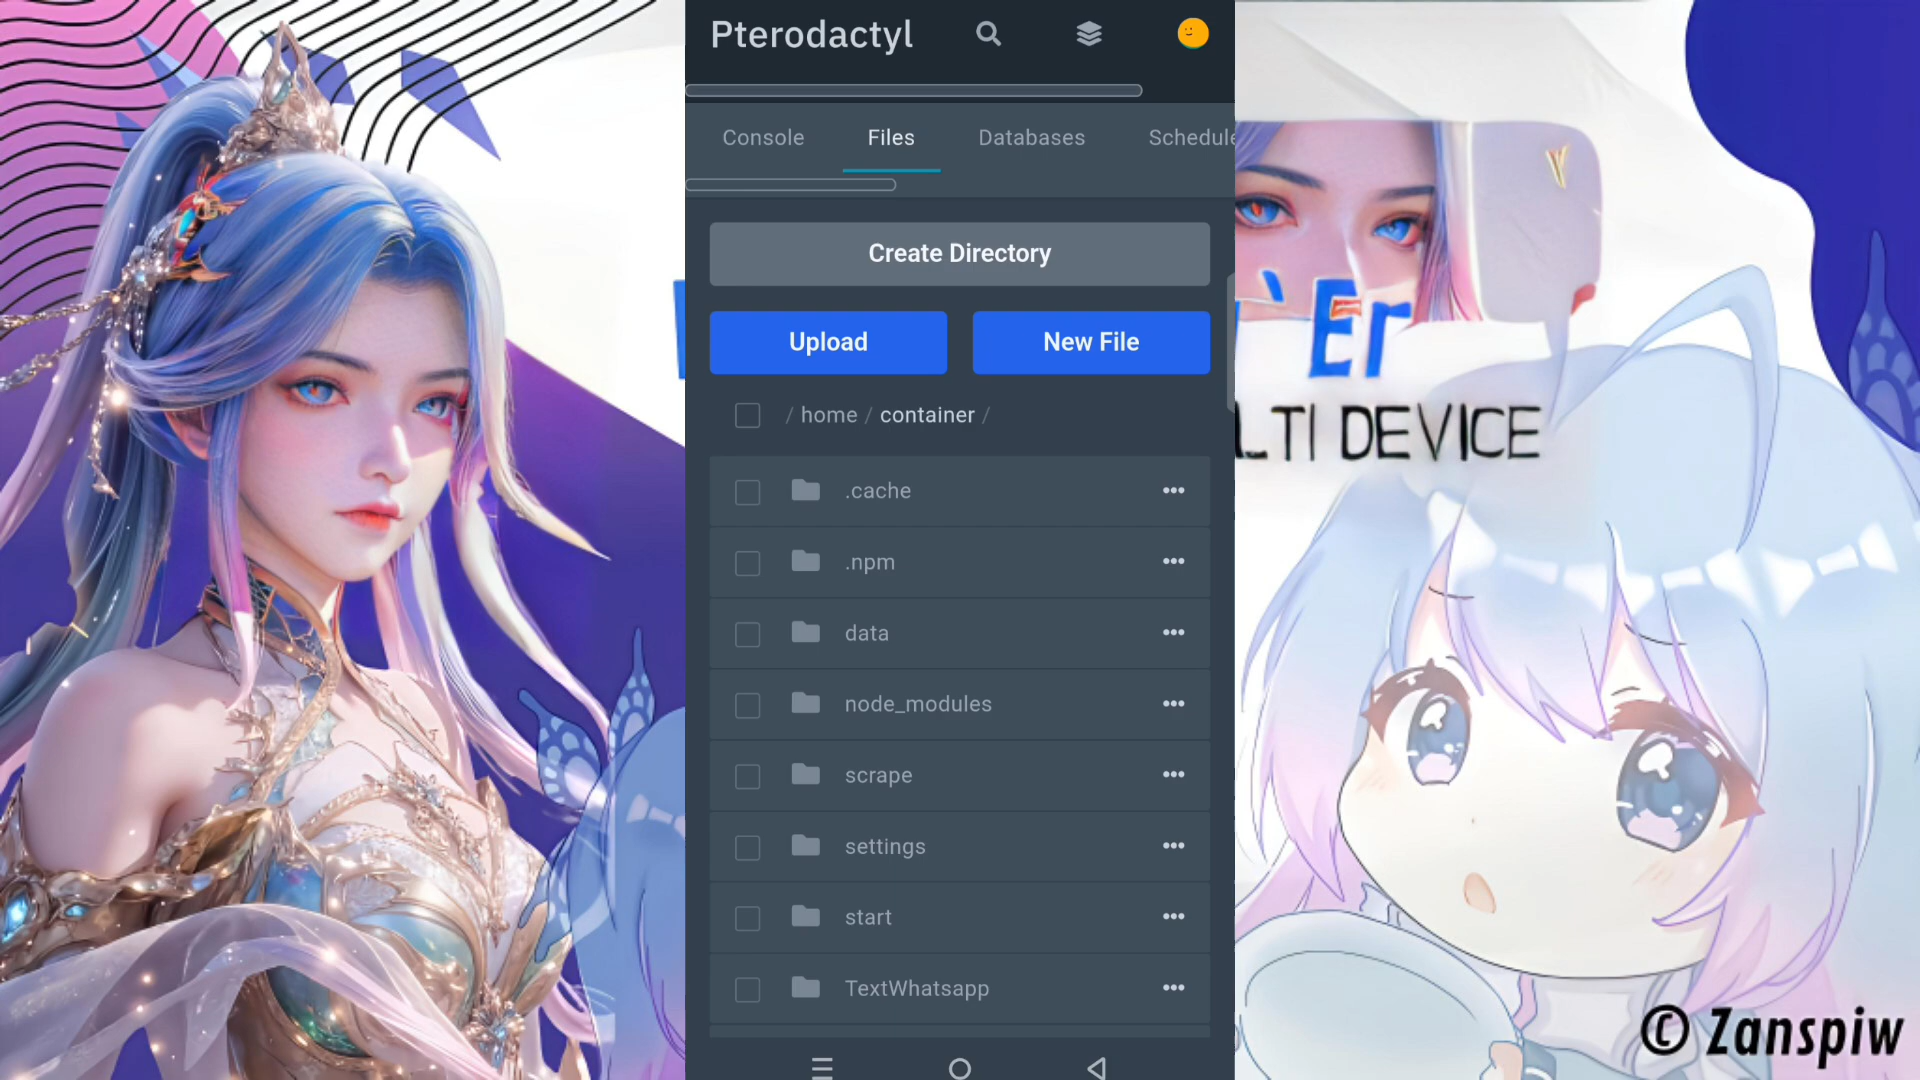 Pterodactyl
Console Files Databases Schedule
Create Directory
Upload New File
/ home / container /
.cache
.npm
data
node_modules
scrape
settings
start
TextWhatsapp
`Er
LTI DEVICE
© Zanspiw